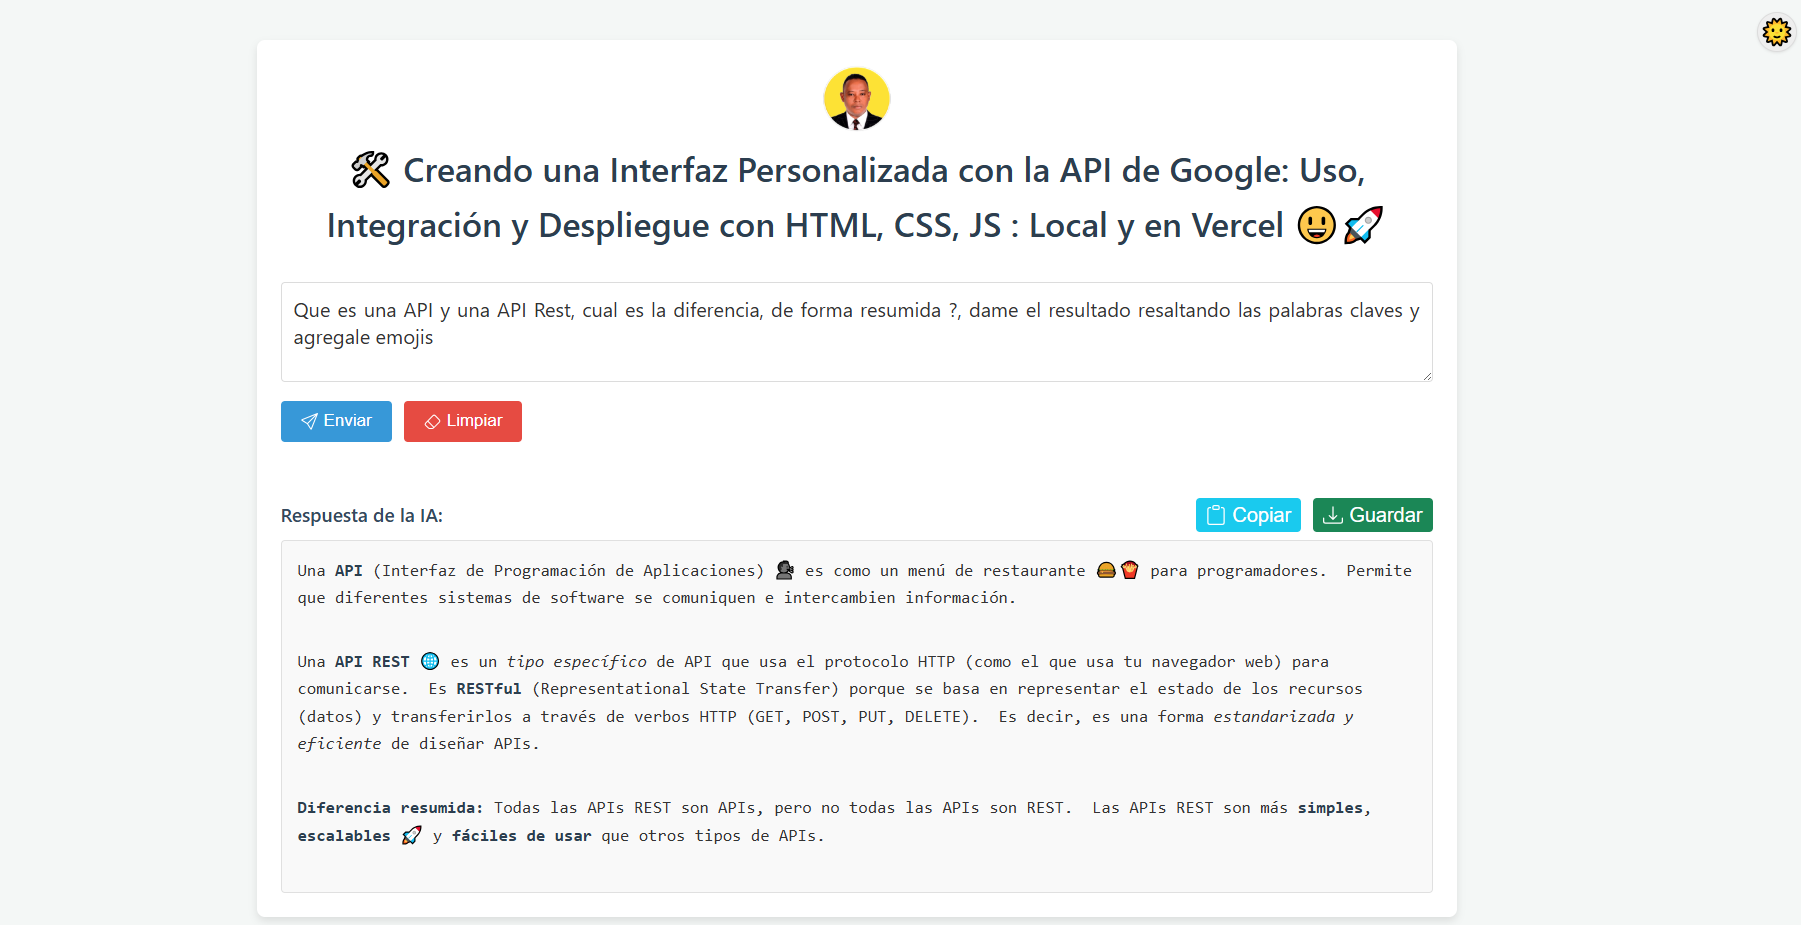 🛠 Creando una Interfaz Personalizada con la API de Google: Uso,
Integración y Despliegue con HTML, CSS, JS : Local y en Vercel 😃🚀
Que es una API y una API Rest, cual es la diferencia, de forma resumida ?, dame el resultado resaltando las palabras claves y
agregale emojis
Enviar
Limpiar
Respuesta de la IA:
Copiar
Guardar
Una API (Interfaz de Programación de Aplicaciones) 🗣 es como un menú de restaurante 🍔🍟 para programadores.  Permite
que diferentes sistemas de software se comuniquen e intercambien información.
Una API REST 🌐 es un tipo específico de API que usa el protocolo HTTP (como el que usa tu navegador web) para
comunicarse.  Es RESTful (Representational State Transfer) porque se basa en representar el estado de los recursos
(datos) y transferirlos a través de verbos HTTP (GET, POST, PUT, DELETE).  Es decir, es una forma estandarizada y
eficiente de diseñar APIs.
Diferencia resumida: Todas las APIs REST son APIs, pero no todas las APIs son REST.  Las APIs REST son más simples,
escalables 🚀 y fáciles de usar que otros tipos de APIs.